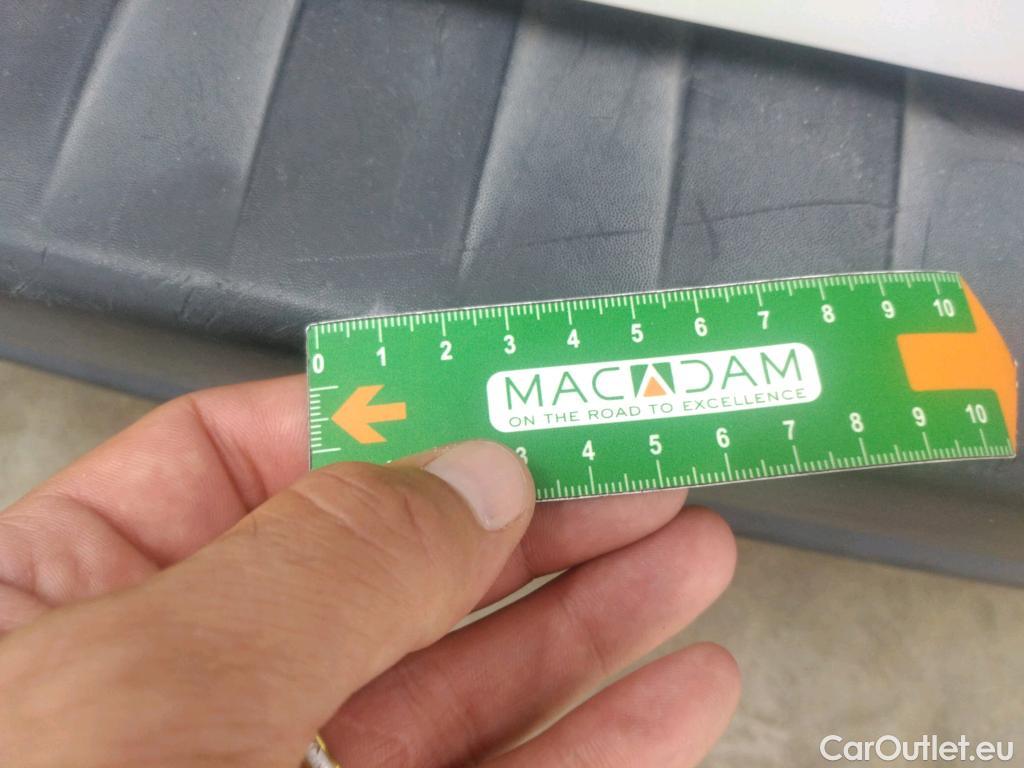 0 1 2 3 4 5 6 7 8 9 10
MACADAM
ON THE ROAD TO EXCELLENCE
3 4 5 6 7 8 9 10
CarOutlet.eu